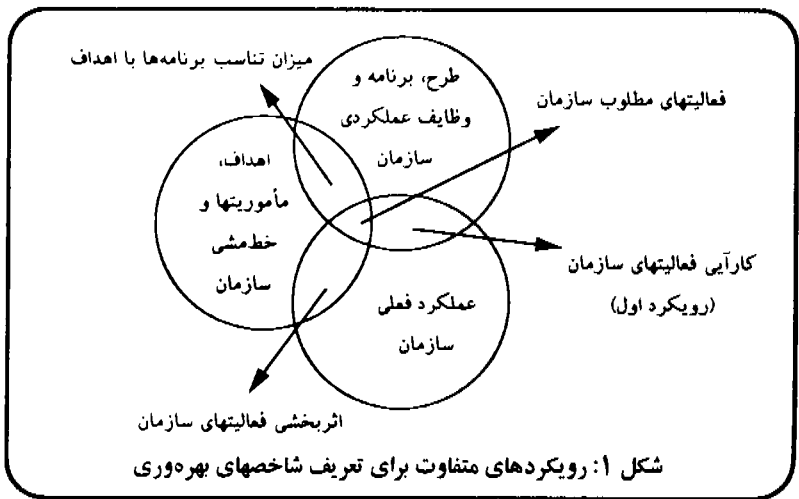 میزان تناسب برنامه‌ها با اهداف
طرح، برنامه و
وظایف عملکردی
سازمان
فعالیتهای مطلوب سازمان
اهداف،
مأموریتها و
خط‌مشی
سازمان
کارآیی فعالیتهای سازمان
(رویکرد اول)
عملکرد فعلی
سازمان
اثربخشی فعالیتهای سازمان
شکل ۱: رویکردهای متفاوت برای تعریف شاخصهای بهره‌وری